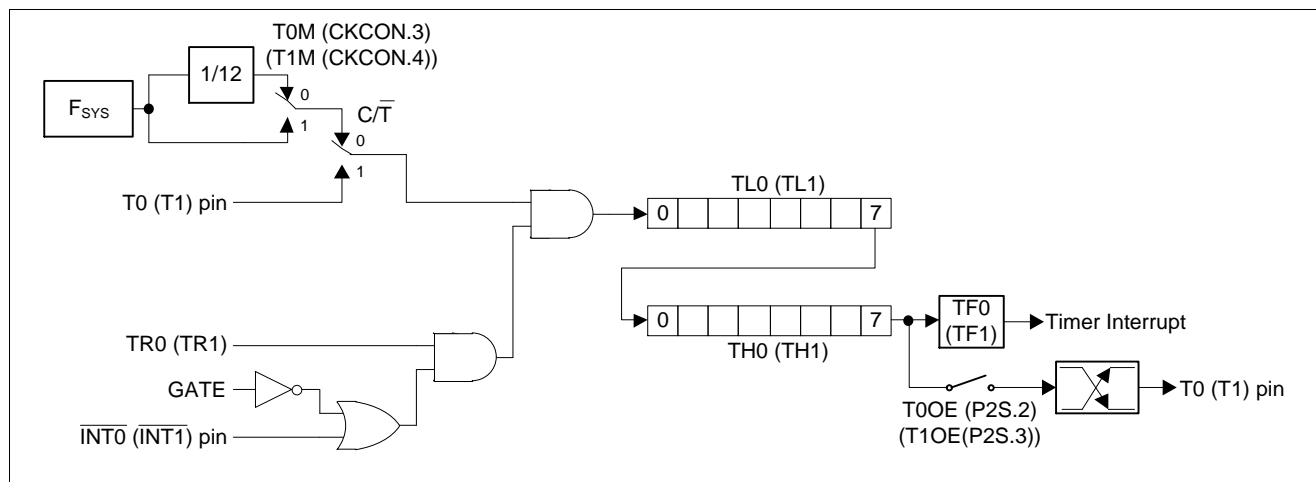 T0M (CKCON.3)
(T1M (CKCON.4))
1/12
FSYS
0
1
C/T̅
0
1
T0 (T1) pin
TL0 (TL1)
0 7
0 7
TH0 (TH1)
TF0
(TF1)
Timer Interrupt
TR0 (TR1)
GATE
I̅N̅T̅0̅ (I̅N̅T̅1̅) pin
T0OE (P2S.2)
(T1OE(P2S.3))
T0 (T1) pin